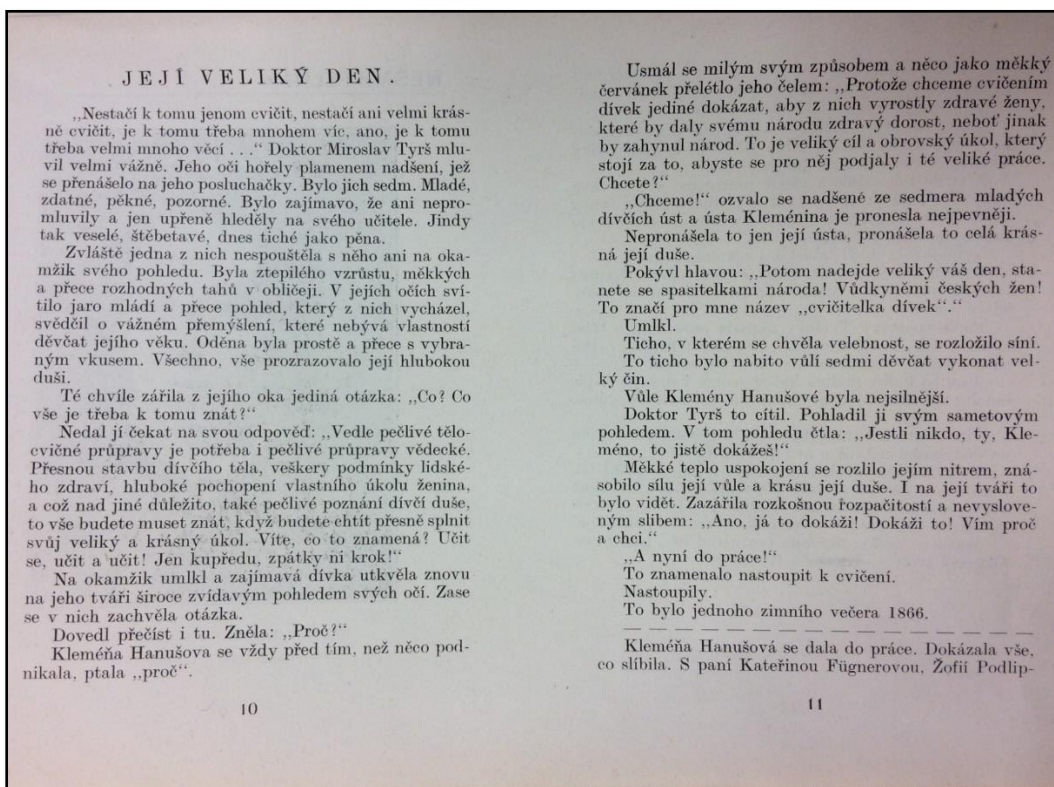 JEJÍ VELIKÝ DEN.
„Nestačí k tomu jenom cvičit, nestačí ani velmi krás-
ně cvičit, je k tomu třeba mnohem víc, ano, je k tomu
třeba velmi mnoho věcí . . .“ Doktor Miroslav Tyrš mlu-
vil velmi vážně. Jeho oči hořely plamenem nadšení, jež
se přenášelo na jeho posluchačky. Bylo jich sedm. Mladé,
zdatné, pěkné, pozorné. Bylo zajímavo, že ani nepro-
mluvily a jen upřeně hleděly na svého učitele. Jindy
tak veselé, štěbetavé, dnes tiché jako pěna.
Zvláště jedna z nich nespouštěla s něho ani na oka-
mžik svého pohledu. Byla ztepilého vzrůstu, měkkých
a přece rozhodných tahů v obličeji. V jejích očích sví-
tilo jaro mládí a přece pohled, který z nich vycházel,
svědčil o vážném přemýšlení, které nebývá vlastností
děvčat jejího věku. Oděna byla prostě a přece s vybra-
ným vkusem. Všechno, vše prozrazovalo její hlubokou
duši.
Té chvíle zářila z jejího oka jediná otázka: „Co? Co
vše je třeba k tomu znát?“
Nedal jí čekat na svou odpověď: „Vedle pečlivé tělo-
cvičné průpravy je potřeba i pečlivé průpravy vědecké.
Přesnou stavbu dívčího těla, veškery podmínky lidské-
ho zdraví, hluboké pochopení vlastního úkolu ženina,
a což nad jiné důležito, také pečlivé poznání dívčí duše,
to vše budete muset znát, když budete chtít přesně splnit
svůj veliký a krásný úkol. Víte, co to znamená? Učit
se, učit a učit! Jen kupředu, zpátky ni krok!“
Na okamžik umlkl a zajímavá dívka utkvěla znovu
na jeho tváři široce zvídavým pohledem svých očí. Zase
se v nich zachvěla otázka.
Dovedl přečíst i tu. Zněla: „Proč?“
Kleméňa Hanušova se vždy před tím, než něco pod-
nikala, ptala „proč“.
10
Usmál se milým svým způsobem a něco jako měkký
červánek přelétlo jeho čelem: „Protože chceme cvičením
dívek jediné dokázat, aby z nich vyrostly zdravé ženy,
které by daly svému národu zdravý dorost, neboť jinak
by zahynul národ. To je veliký cíl a obrovský úkol, který
stojí za to, abyste se pro něj podjaly i té veliké práce.
Chcete?“
„Chceme!“ ozvalo se nadšené ze sedmera mladých
dívčích úst a ústa Kleménina je pronesla nejpevněji.
Nepronášela to jen její ústa, pronášela to celá krás-
ná její duše.
Pokývl hlavou: „Potom nadejde veliký váš den, sta-
nete se spasitelkami národa! Vůdkyněmi českých žen!
To značí pro mne název „cvičitelka dívek“.“
Umlkl.
Ticho, v kterém se chvěla velebnost, se rozložilo síní.
To ticho bylo nabito vůlí sedmi děvčat vykonat vel-
ký čin.
Vůle Klemény Hanušové byla nejsilnější.
Doktor Tyrš to cítil. Pohladil ji svým sametovým
pohledem. V tom pohledu čtla: „Jestli nikdo, ty, Kle-
méno, to jistě dokážeš!“
Měkké teplo uspokojení se rozlilo jejím nitrem, zná-
sobilo sílu její vůle a krásu její duše. I na její tváři to
bylo vidět. Zazářila rozkošnou rozpačitostí a nevyslove-
ným slibem: „Ano, já to dokáži! Dokáži to! Vím proč
a chci.“
„A nyní do práce!“
To znamenalo nastoupit k cvičení.
Nastoupily.
To bylo jednoho zimního večera 1866.
Kleméňa Hanušová se dala do práce. Dokázala vše,
co slíbila. S paní Kateřinou Fügnerovou, Žofií Podlip-
11